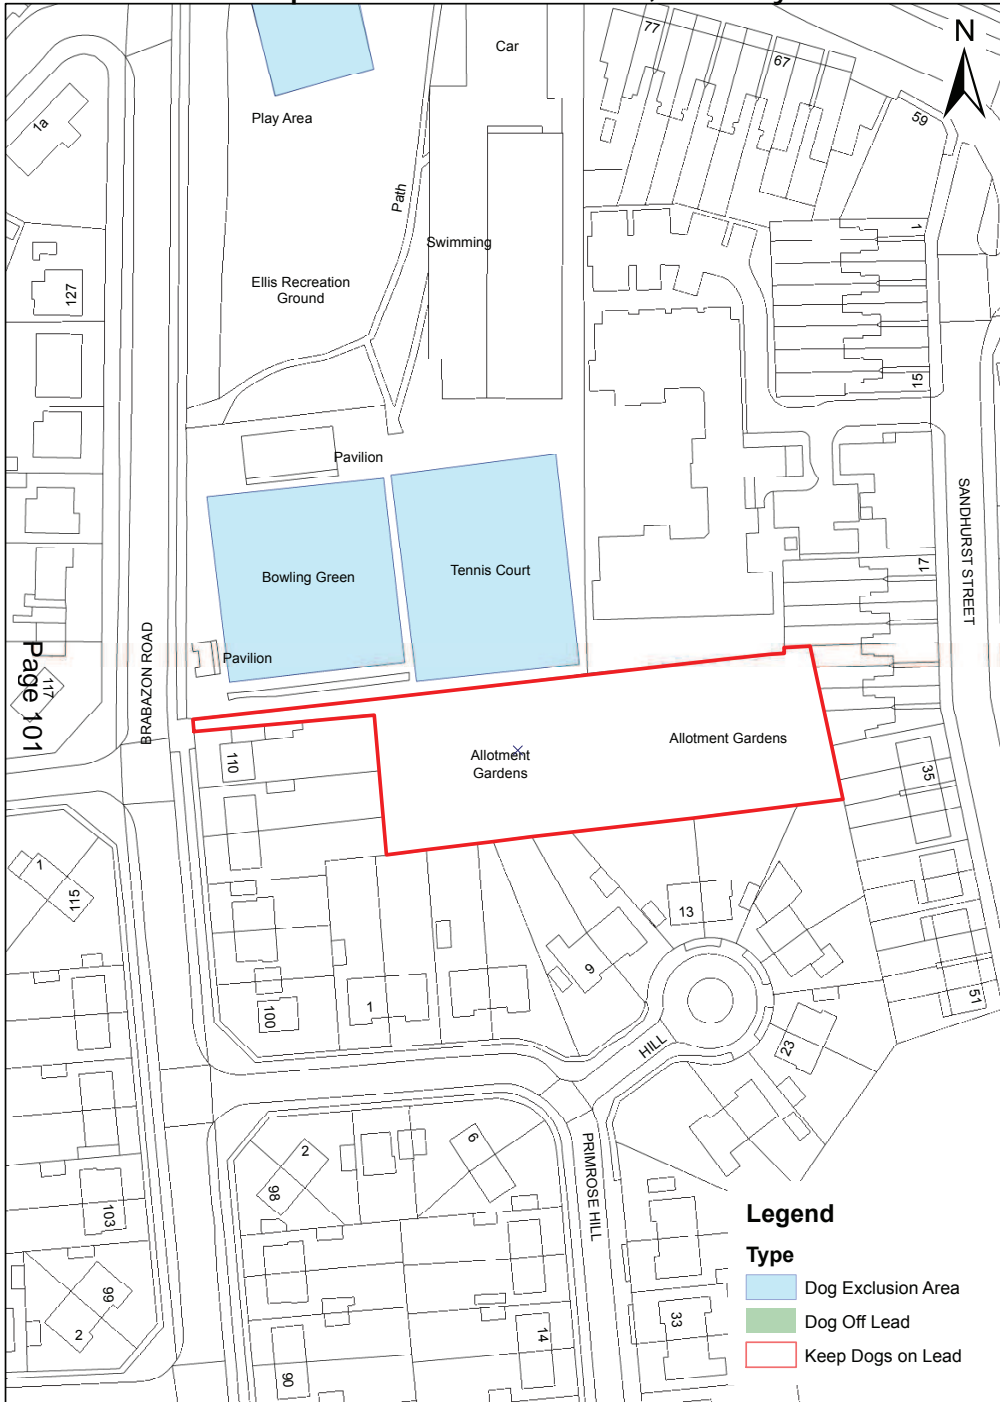 N
Car
77
67
59
Play Area
1a
Path
1
Swimming
127
Ellis Recreation
Ground
15
Pavilion
SANDHURST STREET
Bowling Green
Tennis Court
17
Pavilion
BRABAZON ROAD
Page 101
117
110
Allotment
Gardens
Allotment Gardens
35
1
115
13
9
51
100
1
HILL
23
2
6
98
PRIMROSE HILL
103
99
2
14
33
90
Legend
Type
Dog Exclusion Area
Dog Off Lead
Keep Dogs on Lead